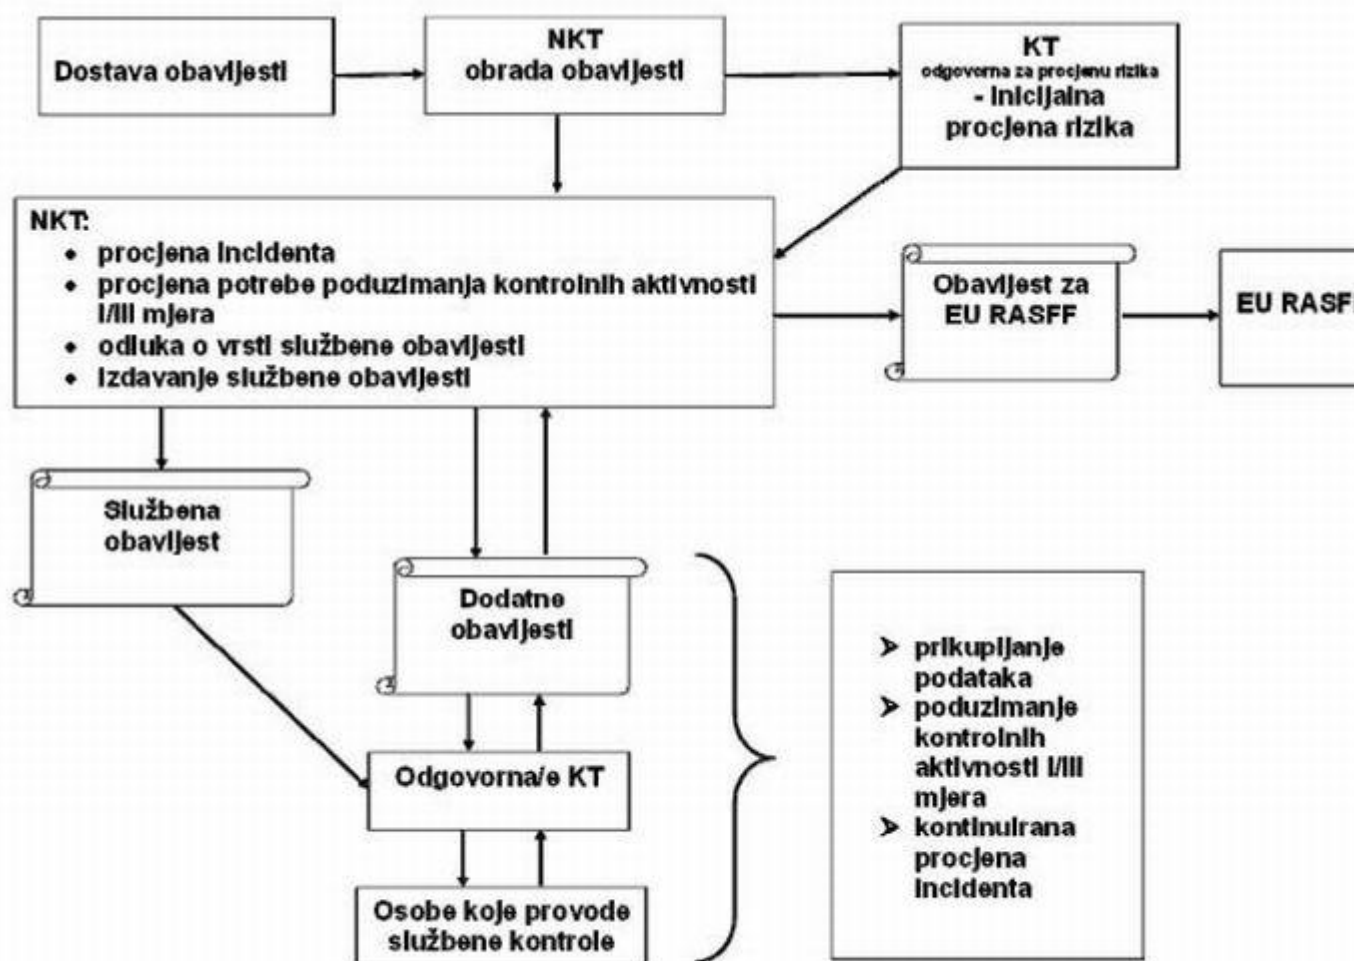 Dostava obavijesti
NKT
obrada obavijesti
KT
odgovorna za procjenu rizika
- inicijalna
procjena rizika
NKT:
• procjena incidenta
• procjena potrebe poduzimanja kontrolnih aktivnosti
i/ili mjera
• odluka o vrsti službene obavijesti
• izdavanje službene obavijesti
Obavijest za
EU RASFF
EU RASF
Službena
obavijest
Dodatne
obavijesti
Odgovorna/e KT
Osobe koje provode
službene kontrole
➢ prikupljanje
podataka
➢ poduzimanje
kontrolnih
aktivnosti i/ili
mjera
➢ kontinuirana
procjena
incidenta